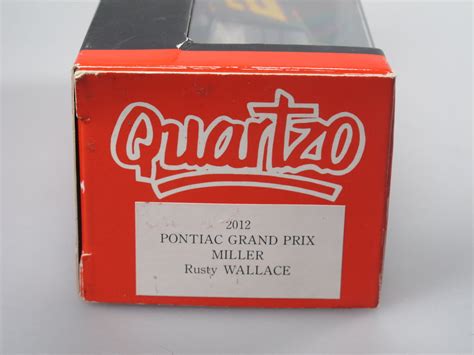 Quartzo
2012
PONTIAC GRAND PRIX
MILLER
Rusty WALLACE